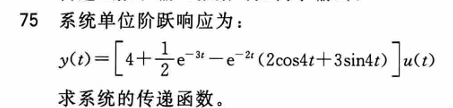 75 系统单位阶跃响应为：
y(t)=[4+1/2 e^{-3t}-e^{-2t}(2cos4t+3sin4t)]u(t)
求系统的传递函数。